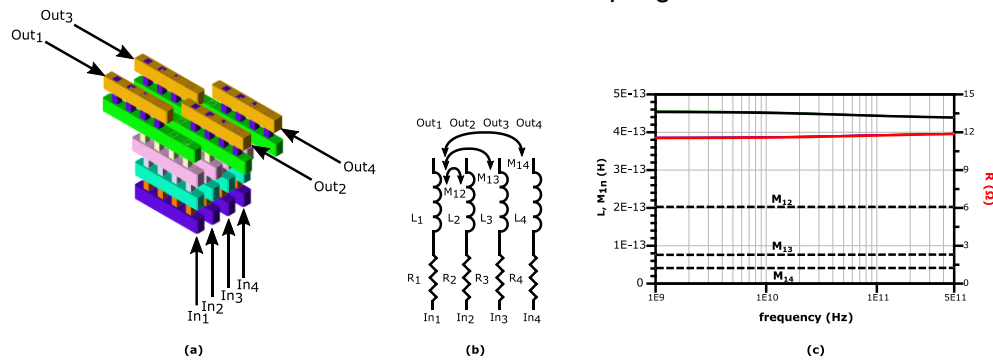 Out3
Out1
Out4
Out2
In4
In3
In2
In1
(a)
Out1 Out2 Out3 Out4
M14
M13
M12
L1 L2 L3 L4
R1 R2 R3 R4
In1 In2 In3 In4
(b)
5E-13
4E-13
3E-13
2E-13
1E-13
0
L, M1n (H)
15
12
9
6
3
0
R (Ω)
M12
M13
M14
1E9 1E10 1E11 5E11
frequency (Hz)
(c)